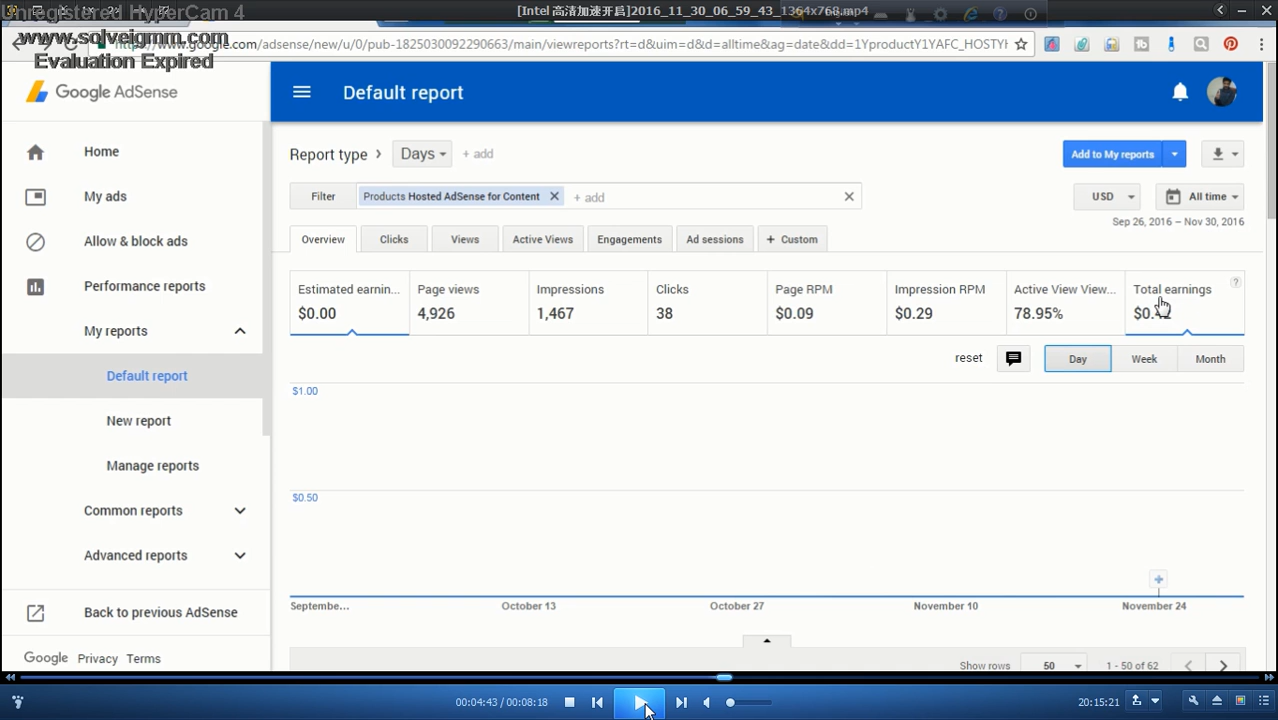 Unregistered HyperCam 4
[Intel 高清加速开启]2016_11_30_06_59_43_1364x768.mp4
www.solveigmm.com
https://www.google.com/adsense/new/u/0/pub-1825030092290663/main/viewreports?rt=d&uim=d&d=alltime&ag=date&dd=1YproductY1YAFC_HOSTYH
Evaluation Expired
Google AdSense
Default report
Home
My ads
Allow & block ads
Performance reports
My reports
Default report
New report
Manage reports
Common reports
Advanced reports
Back to previous AdSense
Google Privacy Terms
Report type > Days + add
Add to My reports
Filter Products Hosted AdSense for Content + add
USD All time
Sep 26, 2016 – Nov 30, 2016
Overview Clicks Views Active Views Engagements Ad sessions + Custom
Estimated earnin... Page views Impressions Clicks Page RPM Impression RPM Active View View... Total earnings
$0.00 4,926 1,467 38 $0.09 $0.29 78.95%
reset Day Week Month
$1.00
$0.50
Septembe... October 13 October 27 November 10 November 24
Show rows 50 1 - 50 of 62
00:04:43 / 00:08:18
20:15:21